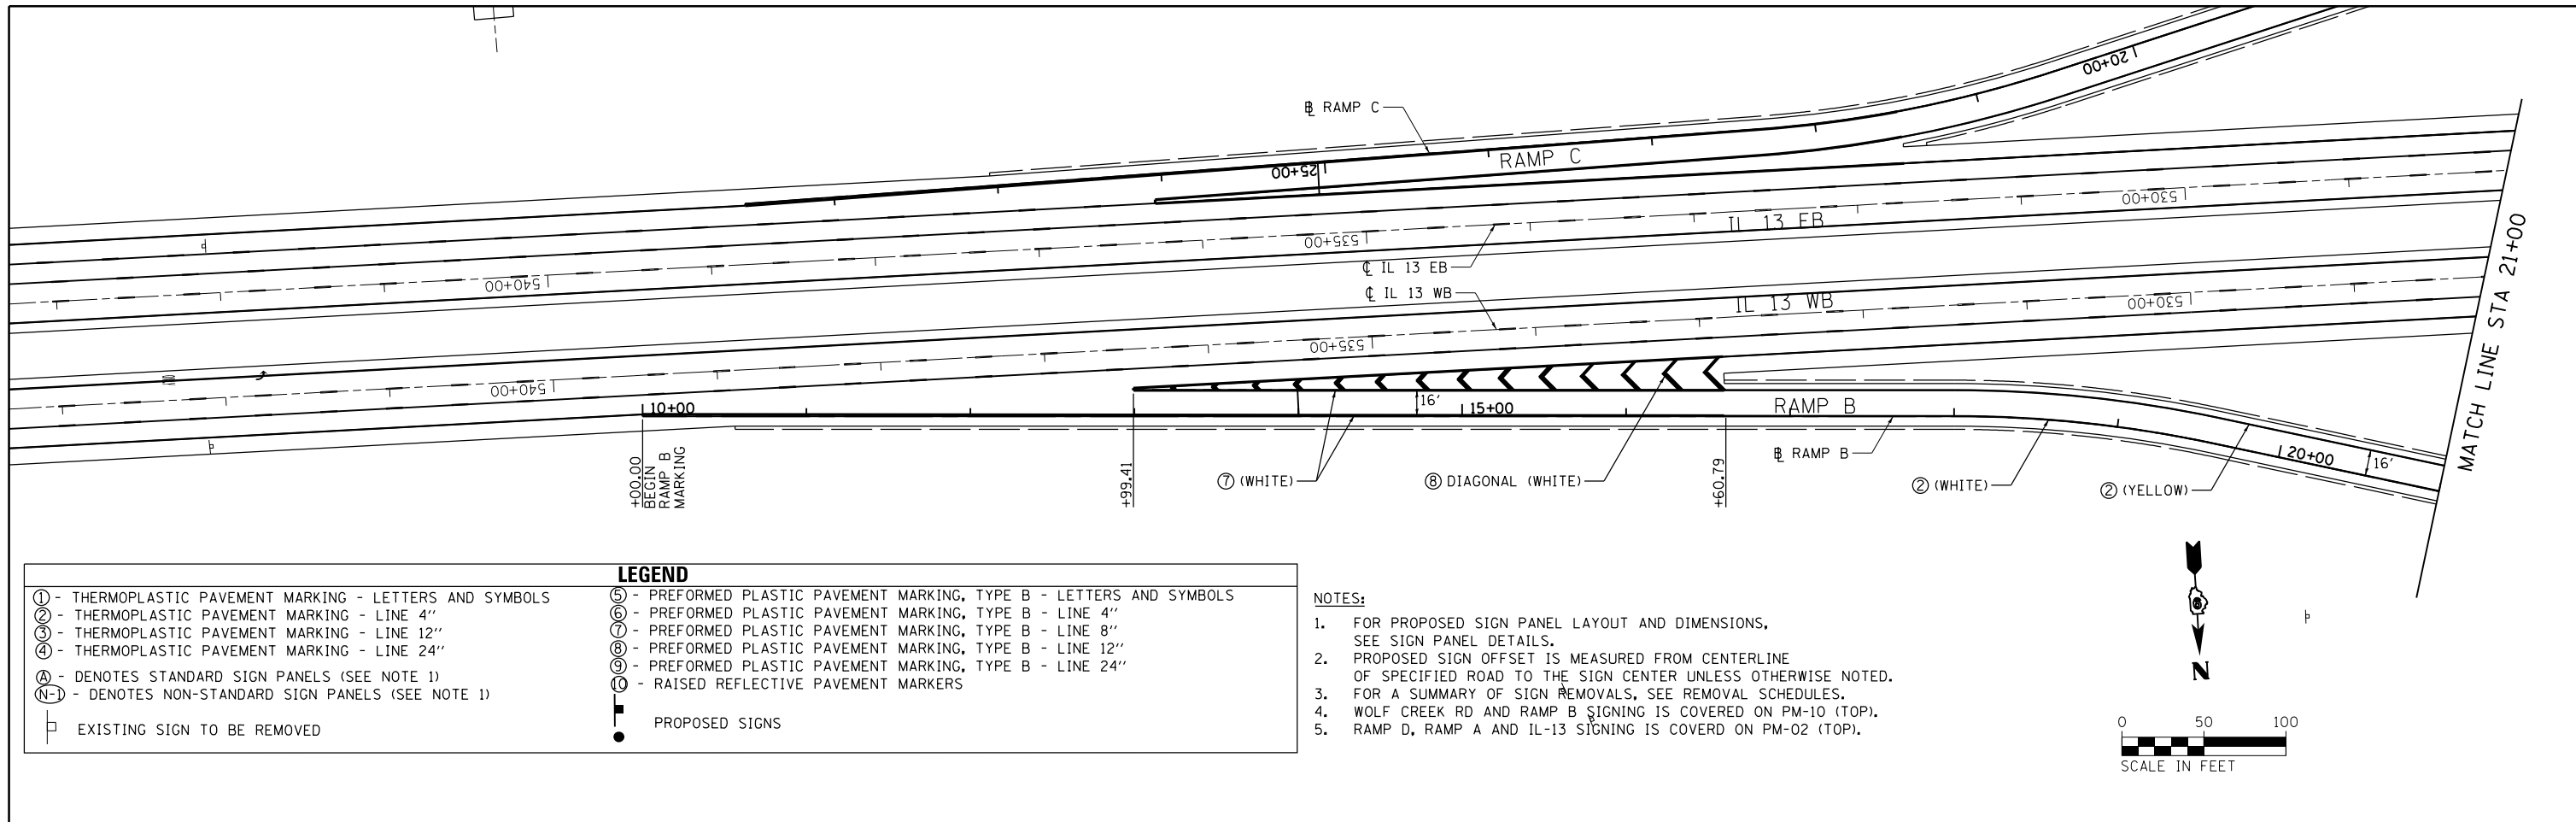 20+00
℄ RAMP C
RAMP C
25+00
530+00
IL 13 EB
535+00
℄ IL 13 EB
540+00
℄ IL 13 WB
IL 13 WB
530+00
535+00
540+00
10+00
16'
15+00
RAMP B
℄ RAMP B
20+00
16'
MATCH LINE STA 21+00
+00.00
BEGIN
RAMP B
MARKING
+99.41
+60.79
⑦ (WHITE)
⑧ DIAGONAL (WHITE)
② (WHITE)
② (YELLOW)
LEGEND
① - THERMOPLASTIC PAVEMENT MARKING - LETTERS AND SYMBOLS
② - THERMOPLASTIC PAVEMENT MARKING - LINE 4''
③ - THERMOPLASTIC PAVEMENT MARKING - LINE 12''
④ - THERMOPLASTIC PAVEMENT MARKING - LINE 24''
Ⓐ - DENOTES STANDARD SIGN PANELS (SEE NOTE 1)
N-1 - DENOTES NON-STANDARD SIGN PANELS (SEE NOTE 1)
EXISTING SIGN TO BE REMOVED
⑤ - PREFORMED PLASTIC PAVEMENT MARKING, TYPE B - LETTERS AND SYMBOLS
⑥ - PREFORMED PLASTIC PAVEMENT MARKING, TYPE B - LINE 4''
⑦ - PREFORMED PLASTIC PAVEMENT MARKING, TYPE B - LINE 8''
⑧ - PREFORMED PLASTIC PAVEMENT MARKING, TYPE B - LINE 12''
⑨ - PREFORMED PLASTIC PAVEMENT MARKING, TYPE B - LINE 24''
⑩ - RAISED REFLECTIVE PAVEMENT MARKERS
PROPOSED SIGNS
NOTES:
1. FOR PROPOSED SIGN PANEL LAYOUT AND DIMENSIONS,
SEE SIGN PANEL DETAILS.
2. PROPOSED SIGN OFFSET IS MEASURED FROM CENTERLINE
OF SPECIFIED ROAD TO THE SIGN CENTER UNLESS OTHERWISE NOTED.
3. FOR A SUMMARY OF SIGN REMOVALS, SEE REMOVAL SCHEDULES.
4. WOLF CREEK RD AND RAMP B SIGNING IS COVERED ON PM-10 (TOP).
5. RAMP D, RAMP A AND IL-13 SIGNING IS COVERD ON PM-02 (TOP).
N
0 50 100
SCALE IN FEET